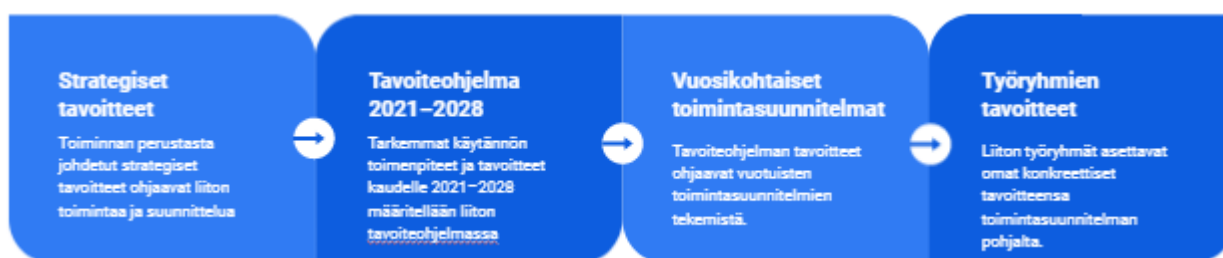 Strategiset
tavoitteet
Toiminnan perustasta
johdetut strategiset
tavoitteet ohjaavat liiton
toimintaa ja suunnittelua
Tavoiteohjelma
2021–2028
Tarkemmat käytännön
toimenpiteet ja tavoitteet
kaudelle 2021–2028
määritellään liiton
tavoiteohjelmassa
Vuosikohtaiset
toimintasuunnitelmat
Tavoiteohjelman tavoitteet
ohjaavat vuotuisten
toimintasuunnitelmien
tekemistä.
Työryhmien
tavoitteet
Liiton työryhmät asettavat
omat konkreettiset
tavoitteensa
toimintasuunnitelman
pohjalta.